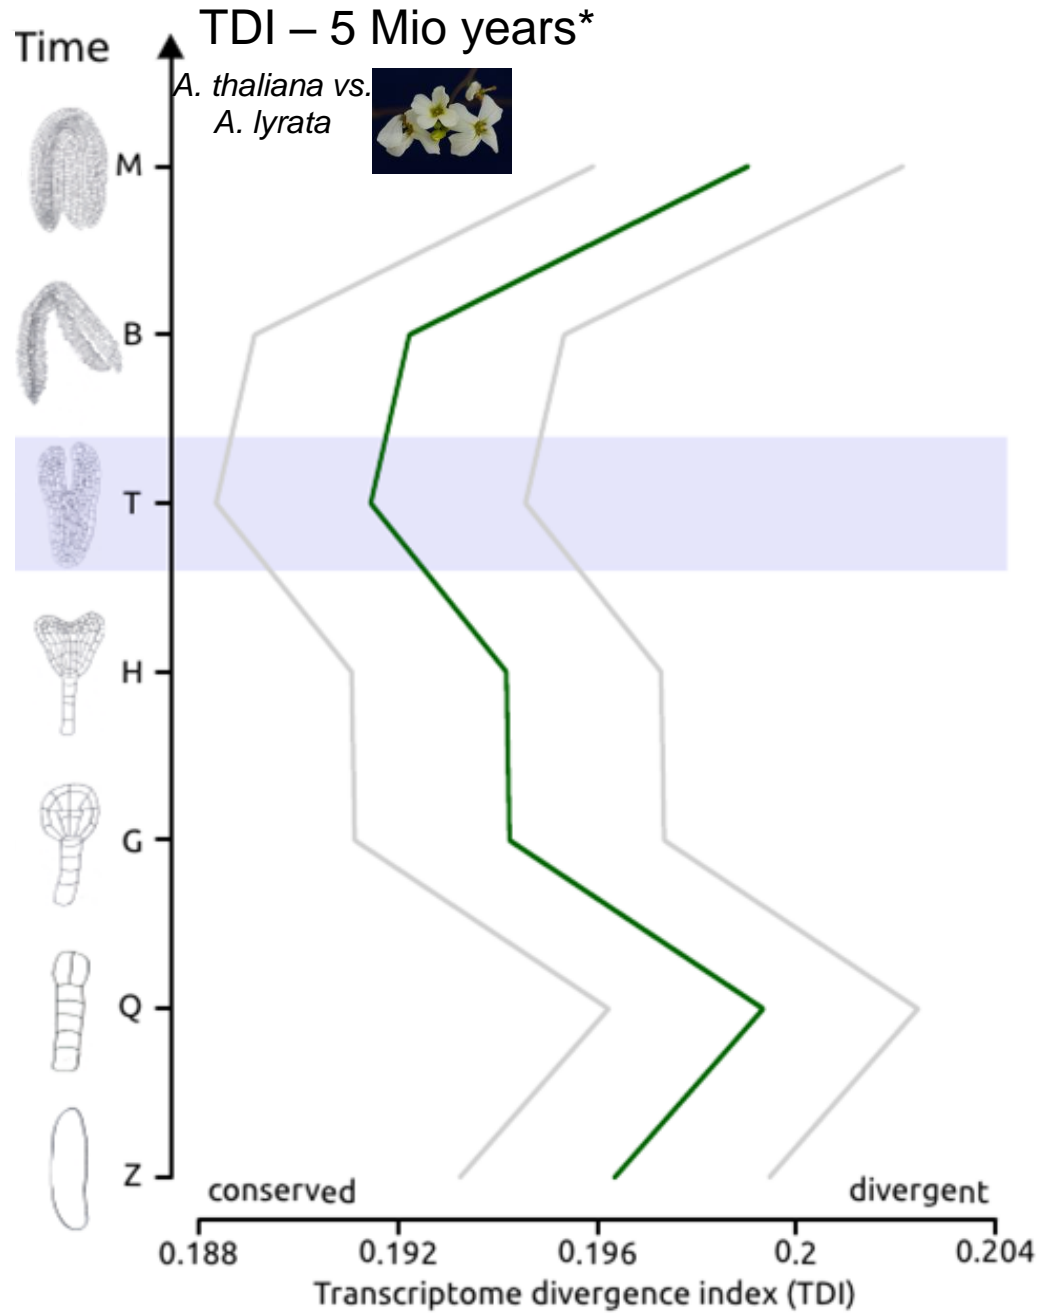 TDI – 5 Mio years*
Time
A. thaliana vs.
A. lyrata
M
B
T
H
G
Q
Z
conserved divergent
0.188 0.192 0.196 0.2 0.204
Transcriptome divergence index (TDI)